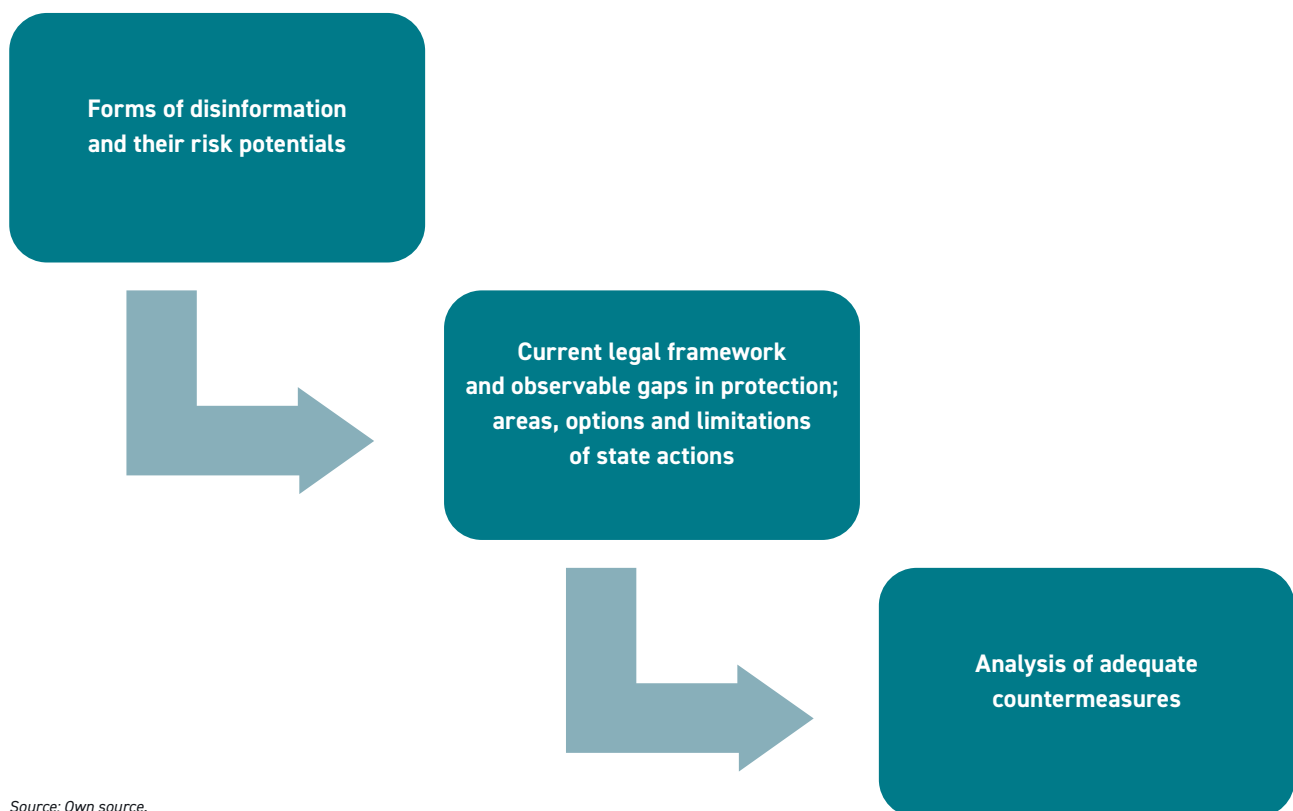 Forms of disinformation
and their risk potentials
Current legal framework
and observable gaps in protection;
areas, options and limitations
of state actions
Analysis of adequate
countermeasures
Source: Own source.